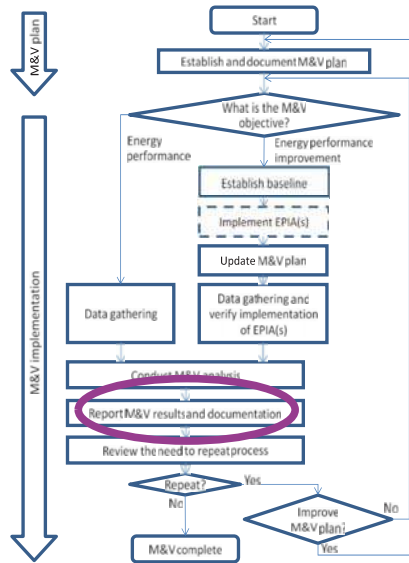 M&V plan
Start
Establish and document M&V plan
What is the M&V
objective?
Energy
performance
Energy performance
improvement
Establish baseline
Implement EPIA(s)
Update M&V plan
M&V implementation
Data gathering
Data gathering and
verify implementation
of EPIA(s)
Conduct M&V analysis
Report M&V results and documentation
Review the need to repeat process
Repeat?
Yes
No
Improve
M&V plan?
No
Yes
M&V complete